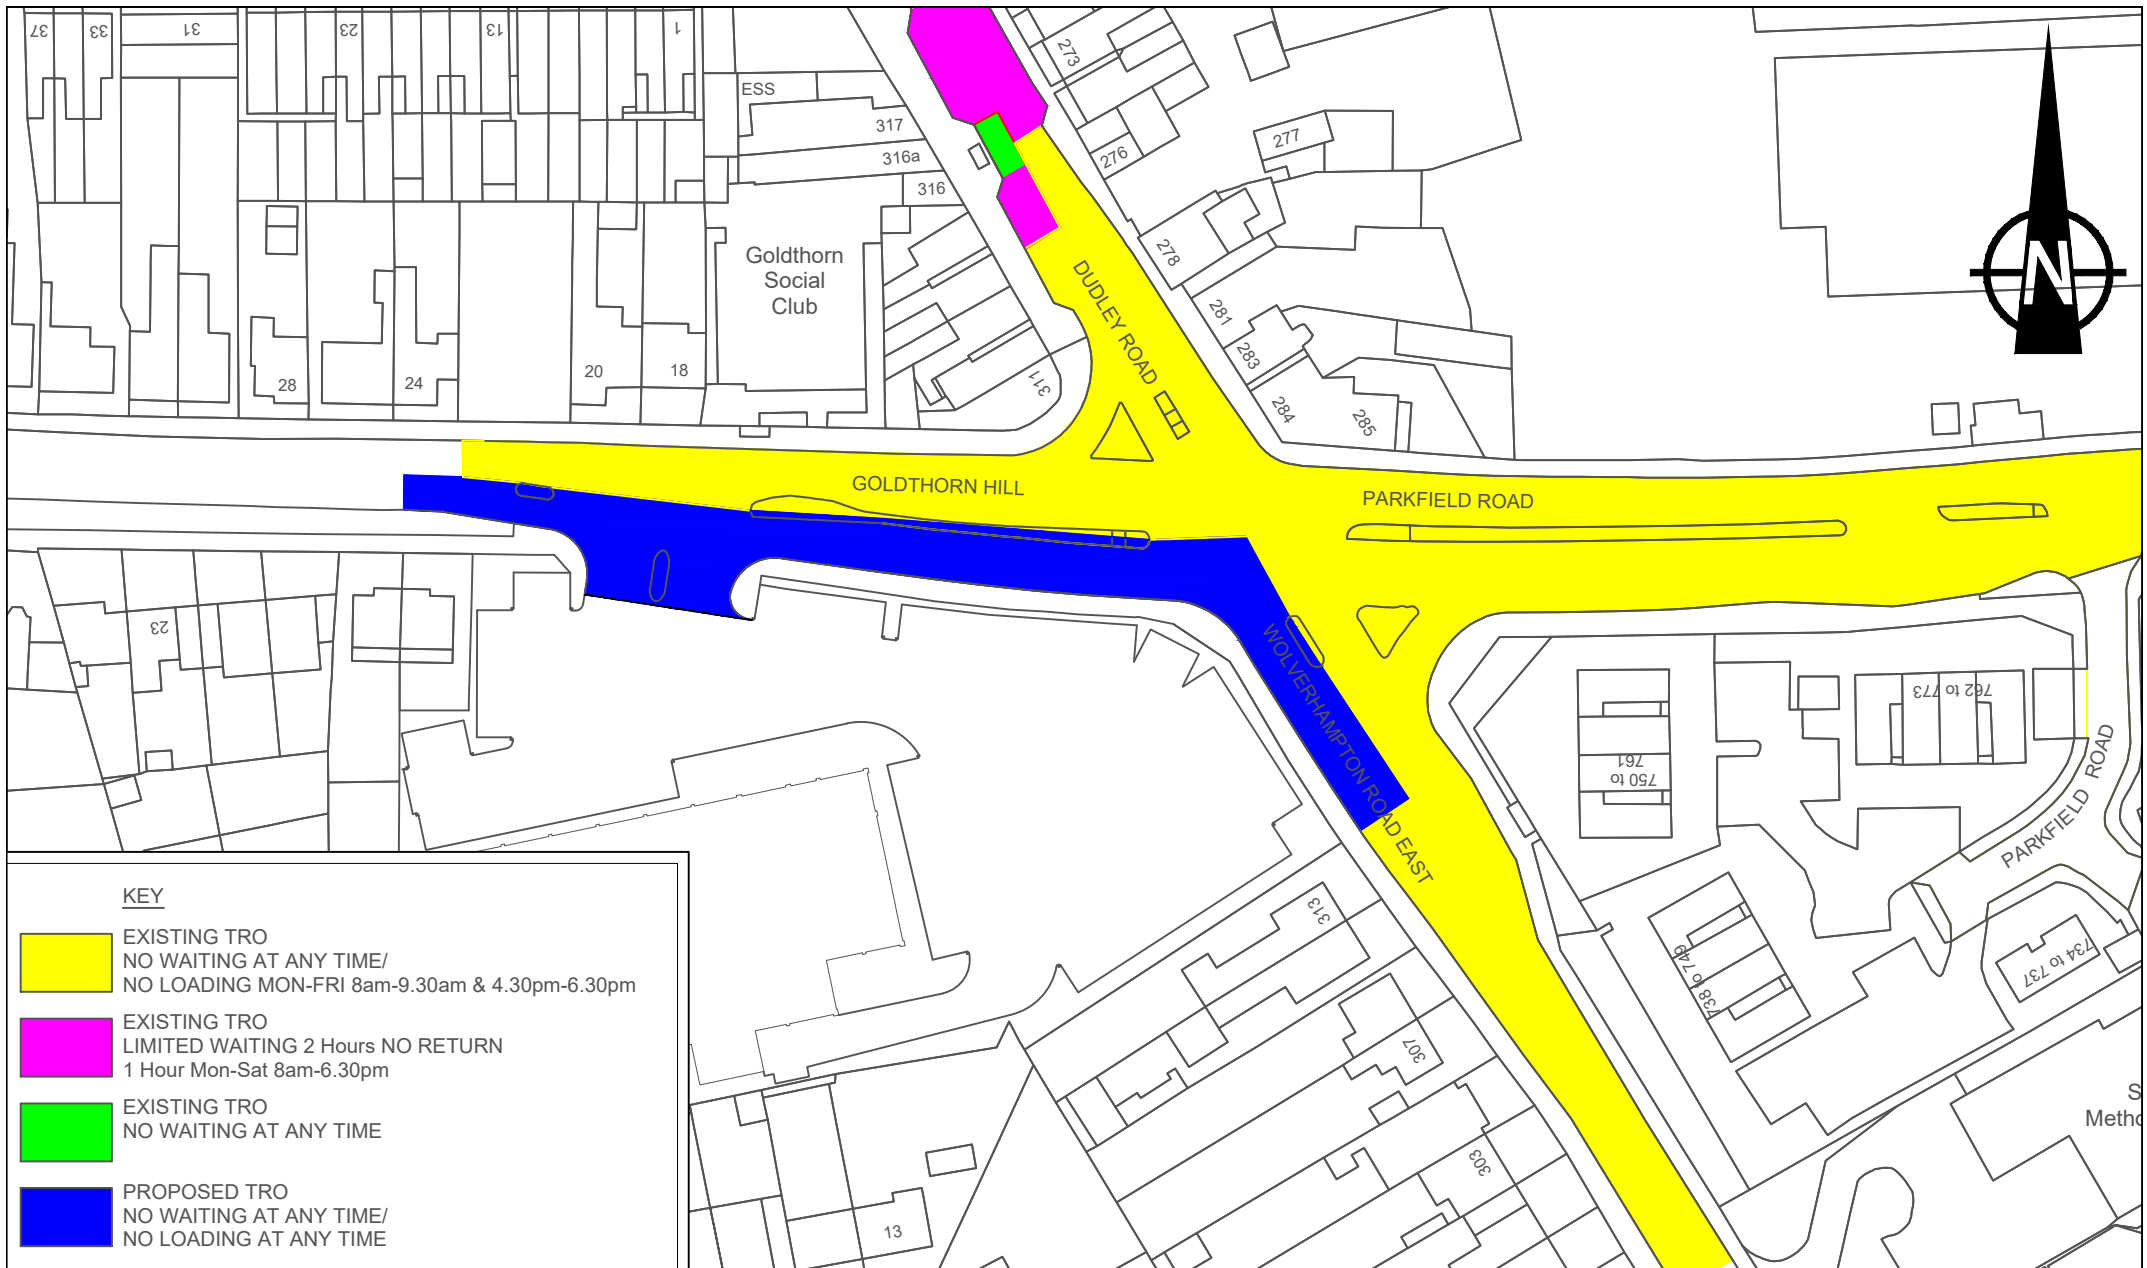 37
33
31
23
13
1
ESS
317
316a
316
273
276
277
278
281
283
284
285
Goldthorn
Social
Club
28
24
20
18
311
N
DUDLEY ROAD
GOLDTHORN HILL
PARKFIELD ROAD
WOLVERHAMPTON ROAD EAST
23
762 to 773
750 to
761
PARKFIELD ROAD
738 to 749
734 to 737
313
307
303
13
S
Metho
KEY
EXISTING TRO
NO WAITING AT ANY TIME/
NO LOADING MON-FRI 8am-9.30am & 4.30pm-6.30pm
EXISTING TRO
LIMITED WAITING 2 Hours NO RETURN
1 Hour Mon-Sat 8am-6.30pm
EXISTING TRO
NO WAITING AT ANY TIME
PROPOSED TRO
NO WAITING AT ANY TIME/
NO LOADING AT ANY TIME